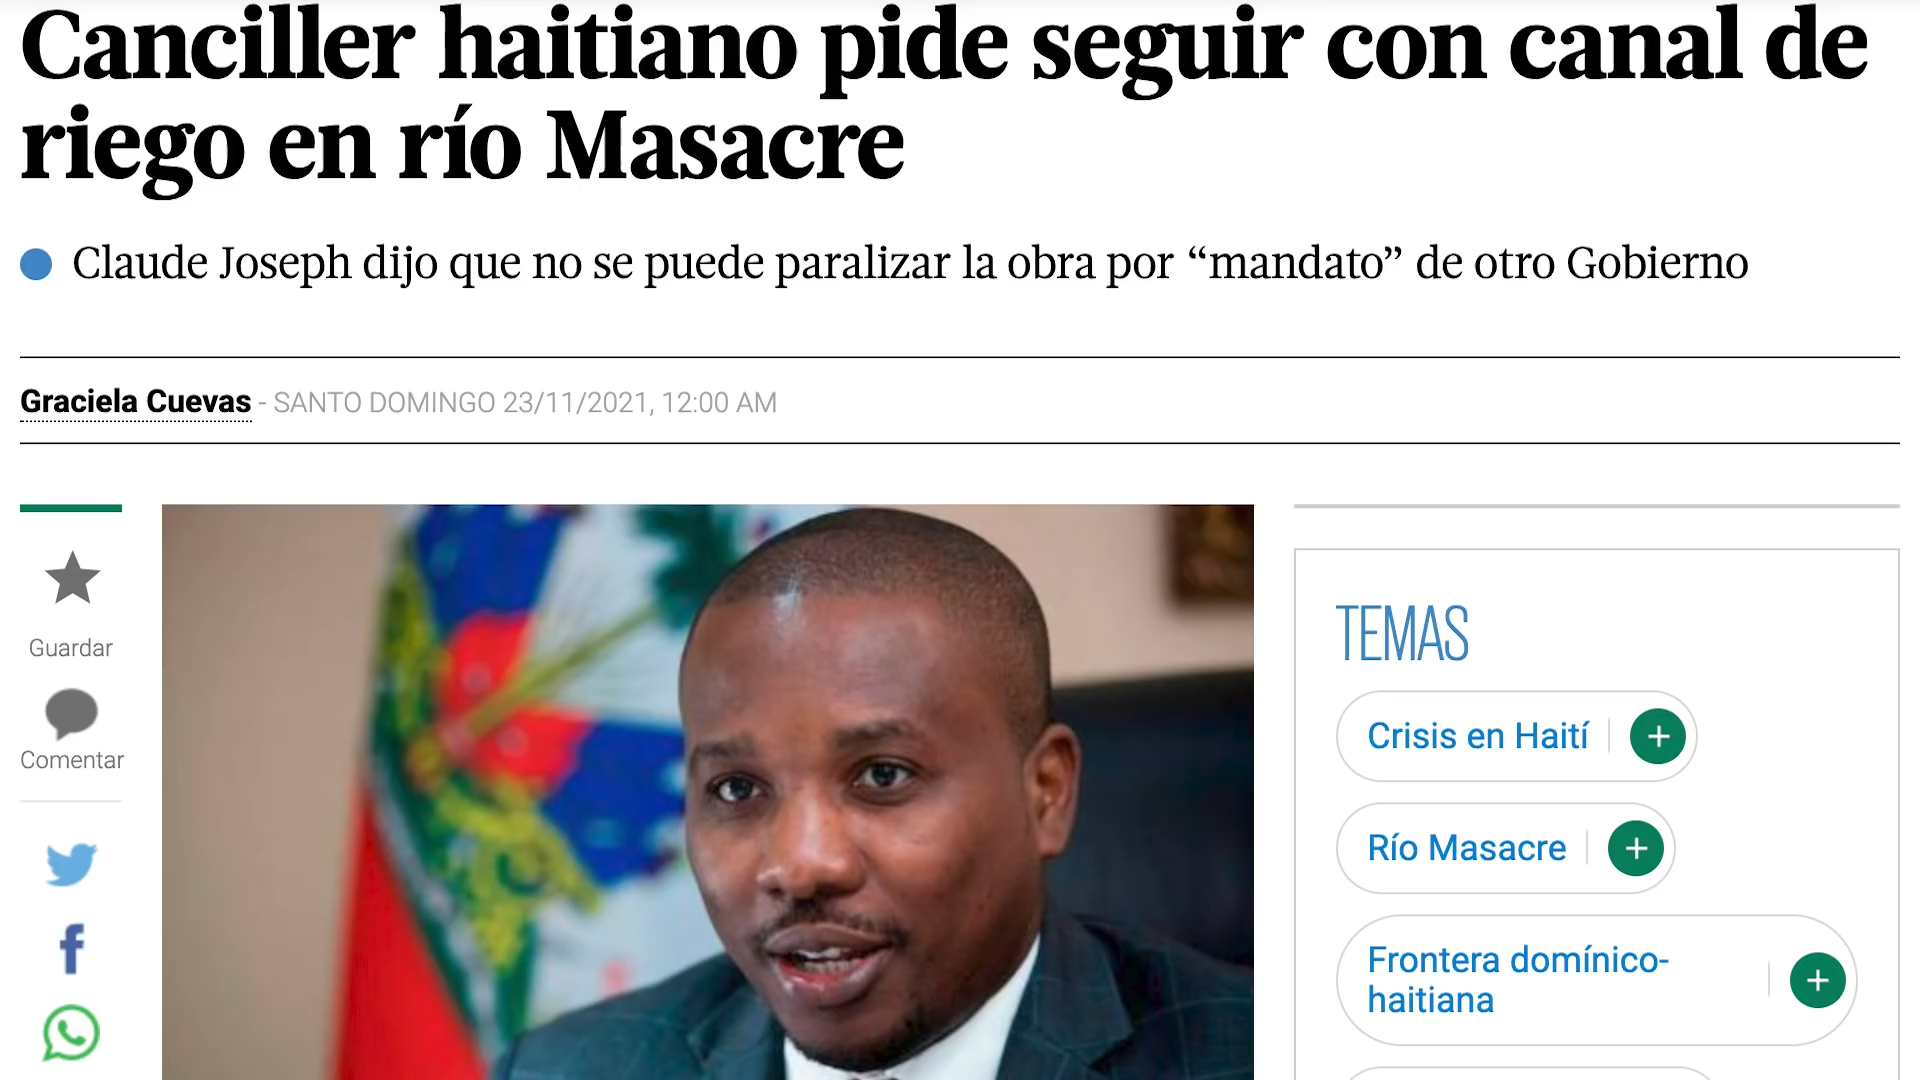 Canciller haitiano pide seguir con canal de
riego en río Masacre
Claude Joseph dijo que no se puede paralizar la obra por “mandato” de otro Gobierno
Graciela Cuevas - SANTO DOMINGO 23/11/2021, 12:00 AM
Guardar
Comentar
TEMAS
Crisis en Haití
Río Masacre
Frontera domínico-
haitiana